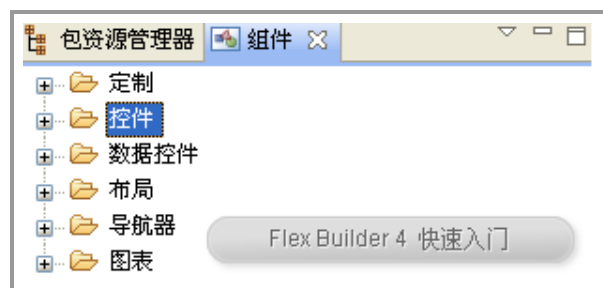 包资源管理器 组件
定制
控件
数据控件
布局
导航器
Flex Builder 4 快速入门
图表